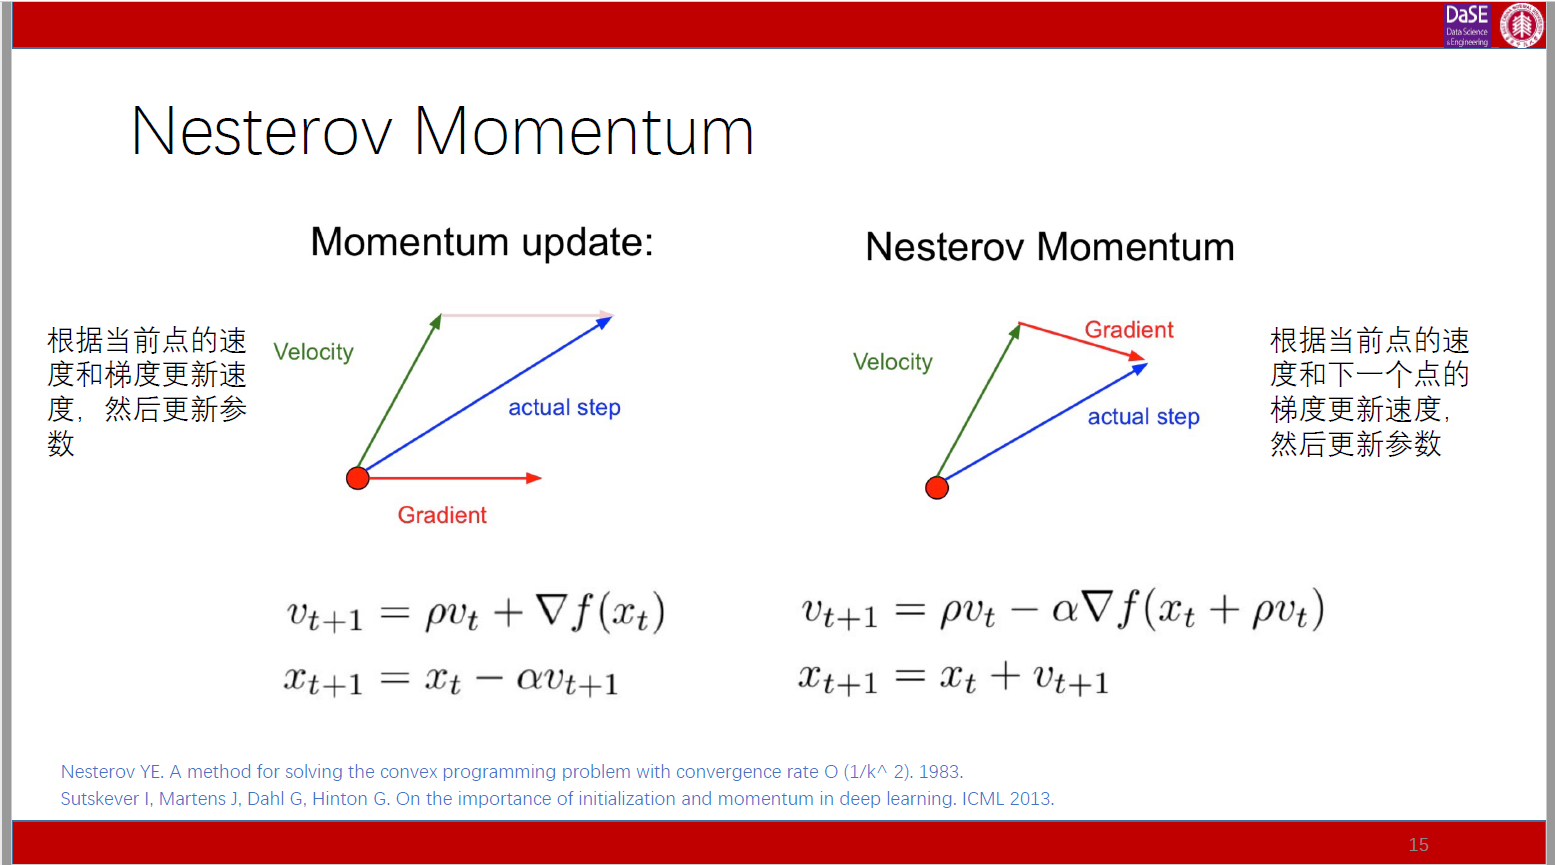 DaSE
Data Science
& Engineering
Nesterov Momentum
Momentum update:
Nesterov Momentum
根据当前点的速
度和梯度更新速
度，然后更新参
数
Velocity
actual step
Gradient
Velocity
Gradient
actual step
根据当前点的速
度和下一个点的
梯度更新速度，
然后更新参数
v_{t+1} = ρv_t + ∇f(x_t)
x_{t+1} = x_t − αv_{t+1}
v_{t+1} = ρv_t − α∇f(x_t + ρv_t)
x_{t+1} = x_t + v_{t+1}
Nesterov YE. A method for solving the convex programming problem with convergence rate O (1/k^ 2). 1983.
Sutskever I, Martens J, Dahl G, Hinton G. On the importance of initialization and momentum in deep learning. ICML 2013.
15